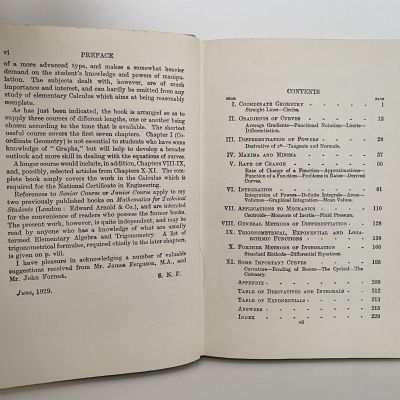 vi PREFACE
of a more advanced type, and makes a somewhat heavier
demand on the student's knowledge and powers of manipu-
lation. The subjects dealt with, however, are of much
importance and interest, and can hardly be omitted from any
study of elementary Calculus which aims at being reasonably
complete.
As has just been indicated, the book is arranged so as to
supply three courses of different lengths, one or another being
chosen according to the time that is available. The shortest
useful course covers the first seven chapters. Chapter I (Co-
ordinate Geometry) is not essential to students who have some
knowledge of "Graphs," but will help to develop a broader
outlook and more skill in dealing with the equations of curves.
A longer course would include, in addition, Chapters VIII-IX,
and, possibly, selected articles from Chapters X-XI. The com-
plete book amply covers the work in the Calculus which is
required for the National Certificate in Engineering.
References to Senior Course or Junior Course apply to my
two previously published books on Mathematics for Technical
Students (London: Edward Arnold & Co.), and are intended
for the convenience of readers who possess the former books.
The present work, however, is quite independent, and may be
read by anyone who has a knowledge of what are usually
termed Elementary Algebra and Trigonometry. A list of
trigonometrical formulæ, required chiefly in the later chapters,
is given on p. viii.
I have pleasure in acknowledging a number of valuable
suggestions received from Mr. James Ferguson, M.A., and
Mr. John Forrest.
S. N. F.
June, 1929.
CONTENTS
CHAP. PAGE
I. COORDINATE GEOMETRY 1
Straight Lines—Circles.
II. GRADIENTS OF CURVES 13
Average Gradients—Functional Notation—Limits—
Differentiation.
III. DIFFERENTIATION OF POWERS 28
Derivative of xⁿ—Tangents and Normals.
IV. MAXIMA AND MINIMA 37
V. RATE OF CHANGE 50
Rate of Change of a Function—Approximations—
Function of a Function—Problems in Rates—Derived
Curves.
VI. INTEGRATION 81
Integration of Powers—Definite Integrals—Areas—
Volumes—Graphical Integration—Mean Values.
VII. APPLICATIONS TO MECHANICS 110
Centroids—Moments of Inertia—Fluid Pressure.
VIII. GENERAL METHODS OF DIFFERENTIATION 128
IX. TRIGONOMETRICAL, EXPONENTIAL AND LOGA-
RITHMIC FUNCTIONS 138
X. FURTHER METHODS OF INTEGRATION 166
Standard Methods—Differential Equations.
XI. SOME IMPORTANT CURVES 195
Curvature—Bending of Beams—The Cycloid—The
Catenary.
APPENDIX 209
TABLE OF DERIVATIVES AND INTEGRALS 212
TABLE OF EXPONENTIALS 213
ANSWERS 215
INDEX 229
vii